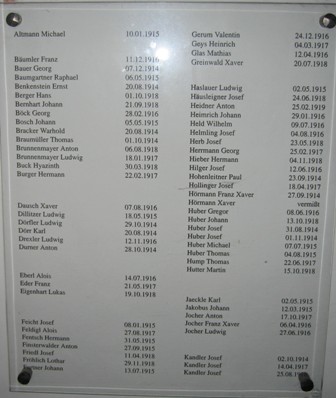 Altmann Michael 10.01.1915
Bäumler Franz 11.12.1916
Bauer Georg 07.12.1914
Baumgartner Raphael 06.05.1915
Benkenstein Ernst 20.08.1914
Berger Hans 01.10.1918
Bernhart Johann 21.09.1918
Böck Georg 28.02.1916
Bosch Johann 05.05.1915
Bracker Warhold 20.08.1914
Braumüller Thomas 01.10.1914
Brunnenmayer Anton 06.08.1918
Brunnenmayer Ludwig 18.01.1917
Buck Hyazinth 30.03.1918
Burger Hermann 22.02.1917
Dausch Xaver 07.08.1916
Dillitzer Ludwig 18.05.1915
Dörfler Ludwig 29.10.1914
Dörr Karl 20.08.1914
Drexler Ludwig 12.11.1916
Durner Anton 28.10.1914
Eberl Alois 14.07.1916
Eder Franz 21.05.1917
Eigenhart Lukas 19.10.1918
Feicht Josef 08.01.1915
Feldigl Alois 27.08.1917
Fentsch Hermann 31.05.1915
Finsterwalder Anton 27.09.1915
Friedl Josef 11.04.1918
Fröhlich Lothar 29.11.1918
Johann 13.07.1915
Gerum Valentin 24.12.1916
Geys Heinrich 04.03.1917
Glas Mathias 12.04.1916
Greinwald Xaver 20.07.1918
Haslauer Ludwig 02.05.1915
Häusleigner Josef 24.06.1918
Heidner Anton 25.02.1919
Heinrich Johann 29.01.1916
Held Wilhelm 09.07.1916
Helmling Josef 04.08.1916
Herb Josef 23.05.1918
Herrmann Georg 25.02.1917
Hieber Hermann 04.11.1918
Hilger Josef 12.06.1916
Hohenleitner Paul 23.09.1914
Hullinger Josef 18.04.1917
Hörmann Franz Xaver 27.09.1914
Hörmann Xaver vermißt
Huber Gregor 08.06.1916
Huber Johann 13.10.1918
Huber Josef 31.08.1914
Huber Josef 01.11.1914
Huber Michael 07.07.1915
Huber Thomas 04.08.1915
Hump Thomas 22.06.1917
Hutter Martin 15.10.1918
Jaeckle Karl 02.05.1915
Jakobus Johann 12.03.1915
Jocher Anton 17.10.1917
Jocher Franz Xaver 06.04.1916
Jocher Ludwig 27.06.1916
Kandler Josef 02.10.1914
Kandler Josef 14.04.1917
Kandler Josef 25.08